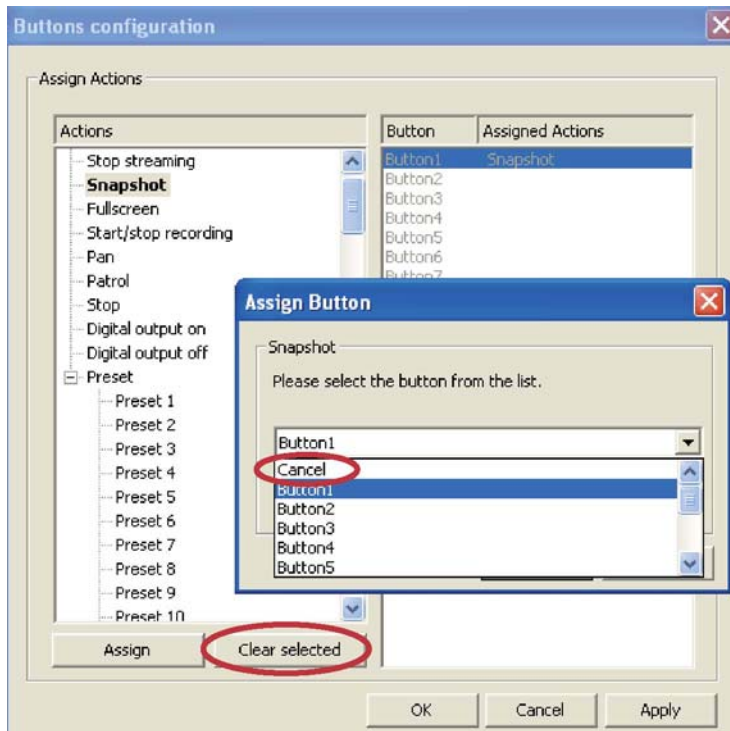 Buttons configuration
Assign Actions
Actions
Stop streaming
Snapshot
Fullscreen
Start/stop recording
Pan
Patrol
Stop
Digital output on
Digital output off
Preset
Preset 1
Preset 2
Preset 3
Preset 4
Preset 5
Preset 6
Preset 7
Preset 8
Preset 9
Preset 10
Assign
Clear selected
Button Assigned Actions
Button1 Snapshot
Button2
Button3
Button4
Button5
Button6
Button7
Assign Button
Snapshot
Please select the button from the list.
Button1
Cancel
Button1
Button2
Button3
Button4
Button5
OK
Cancel
Apply